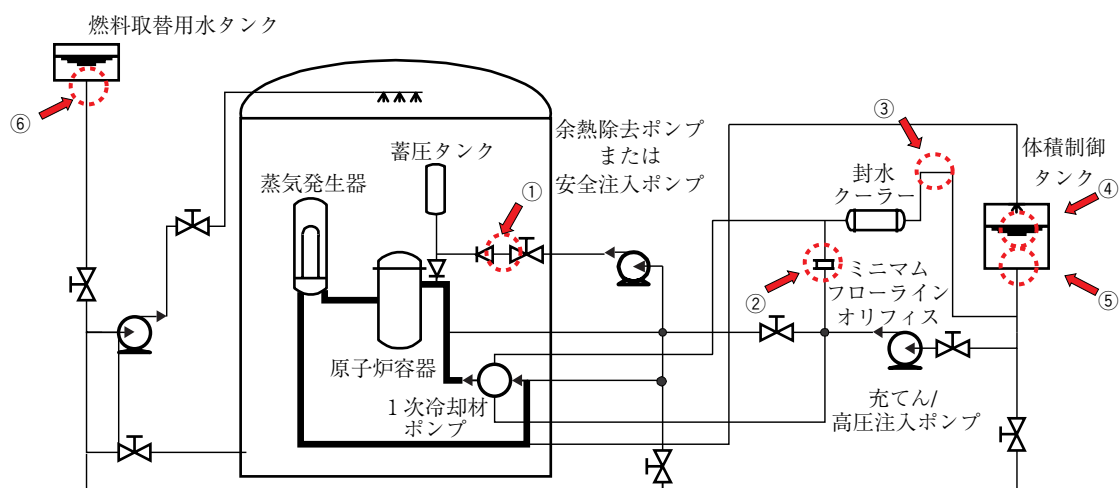 燃料取替用水タンク
⑥
蓄圧タンク
蒸気発生器
①
余熱除去ポンプ
または
安全注入ポンプ
③
封水
クーラー
体積制御
タンク
④
②
ミニマム
フローライン
オリフィス
⑤
原子炉容器
1次冷却材
ポンプ
充てん/
高圧注入ポンプ